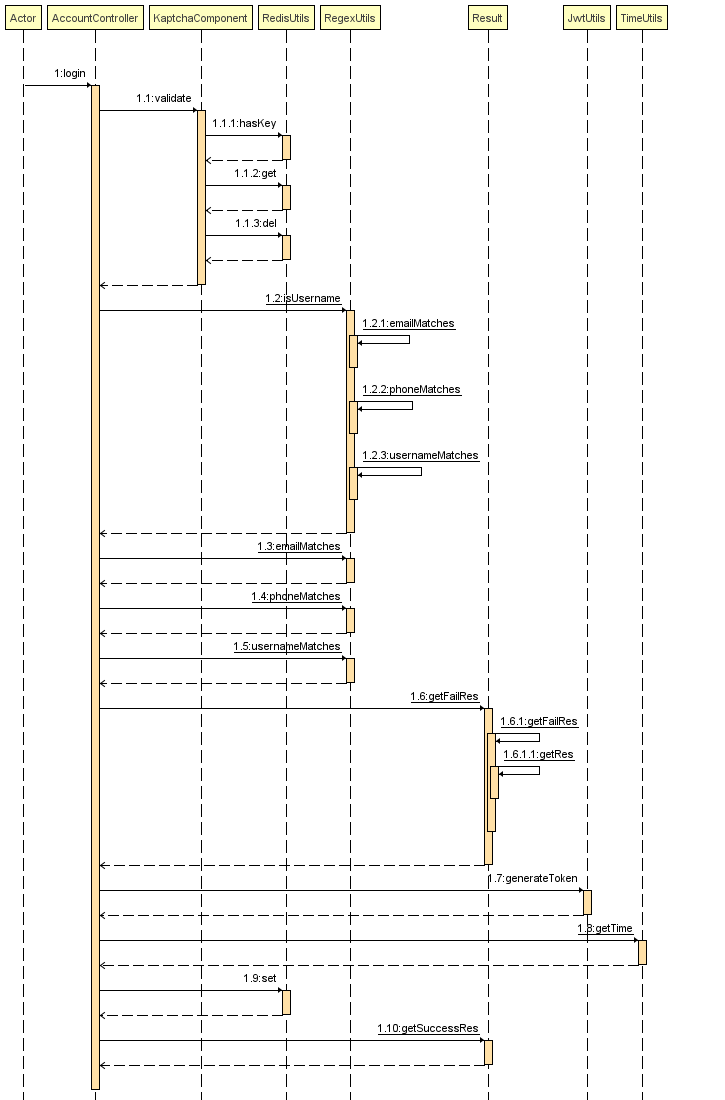 Actor AccountController KaptchaComponent RedisUtils RegexUtils Result JwtUtils TimeUtils
1:login
1.1:validate
1.1.1:hasKey
1.1.2:get
1.1.3:del
1.2:isUsername
1.2.1:emailMatches
1.2.2:phoneMatches
1.2.3:usernameMatches
1.3:emailMatches
1.4:phoneMatches
1.5:usernameMatches
1.6:getFailRes
1.6.1:getFailRes
1.6.1.1:getRes
1.7:generateToken
1.8:getTime
1.9:set
1.10:getSuccessRes